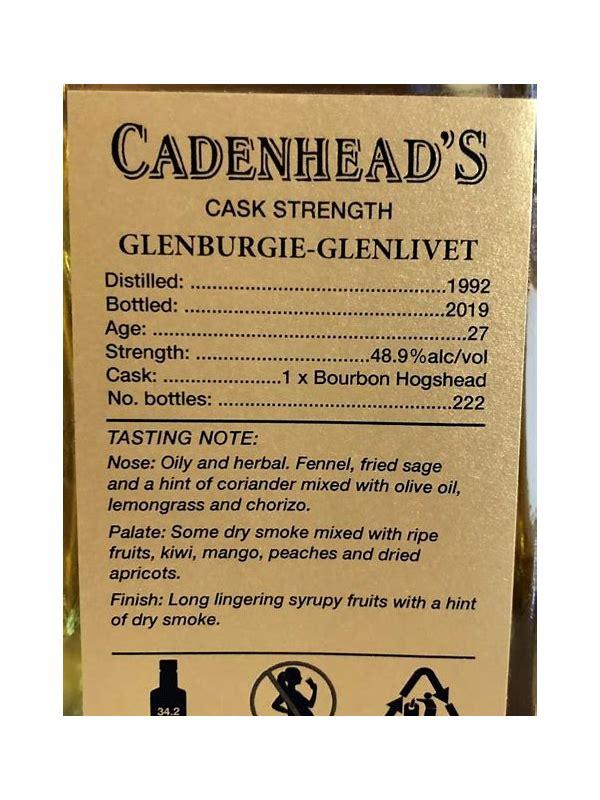 CADENHEAD'S
CASK STRENGTH
GLENBURGIE-GLENLIVET
Distilled: ..........................................1992
Bottled: ............................................2019
Age: ....................................................27
Strength: ............................48.9%alc/vol
Cask: ....................1 x Bourbon Hogshead
No. bottles: .......................................222
TASTING NOTE:
Nose: Oily and herbal. Fennel, fried sage
and a hint of coriander mixed with olive oil,
lemongrass and chorizo.
Palate: Some dry smoke mixed with ripe
fruits, kiwi, mango, peaches and dried
apricots.
Finish: Long lingering syrupy fruits with a hint
of dry smoke.
34.2